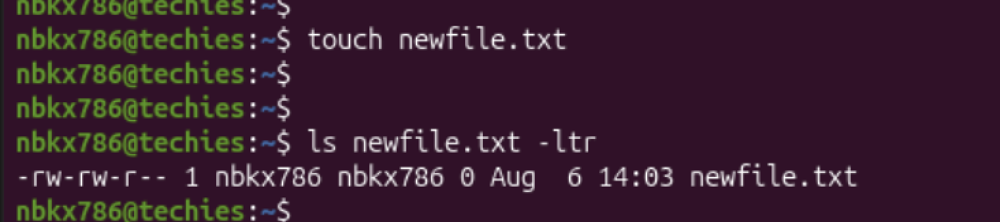 nbkx786@techies:~$
nbkx786@techies:~$ touch newfile.txt
nbkx786@techies:~$
nbkx786@techies:~$
nbkx786@techies:~$ ls newfile.txt -ltr
-rw-rw-r-- 1 nbkx786 nbkx786 0 Aug  6 14:03 newfile.txt
nbkx786@techies:~$